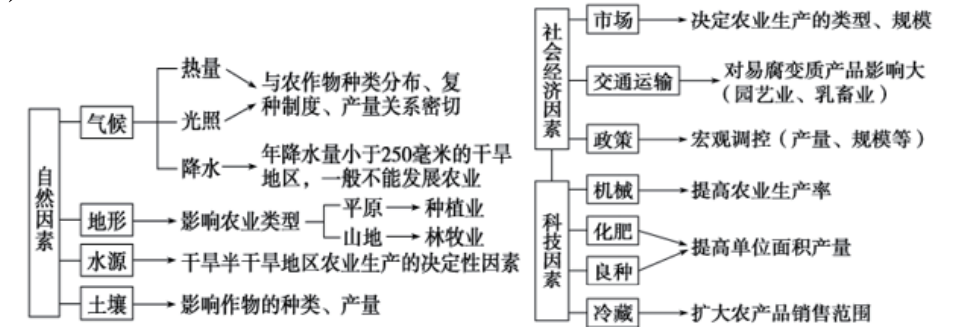 自然因素
气候
热量
光照
与农作物种类分布、复
种制度、产量关系密切
降水
年降水量小于250毫米的干旱
地区，一般不能发展农业
地形
影响农业类型
平原
种植业
山地
林牧业
水源
干旱半干旱地区农业生产的决定性因素
土壤
影响作物的种类、产量
社会经济因素
市场
决定农业生产的类型、规模
交通运输
对易腐变质产品影响大
（园艺业、乳畜业）
政策
宏观调控（产量、规模等）
科技因素
机械
提高农业生产率
化肥
良种
提高单位面积产量
冷藏
扩大农产品销售范围